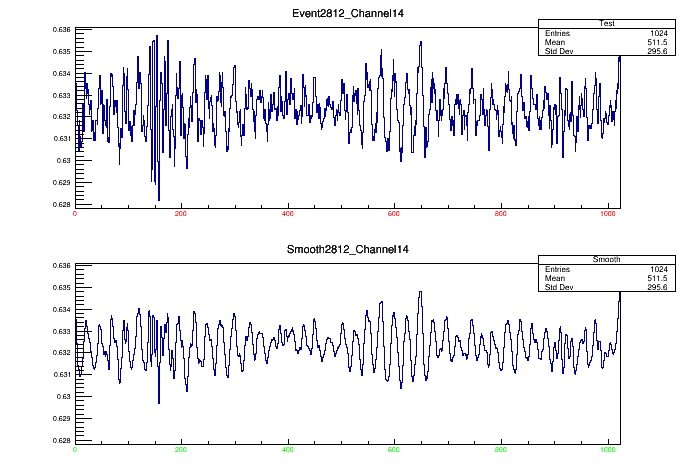 Event2812_Channel14
Test
Entries 1024
Mean 511.5
Std Dev 295.6
0.636
0.635
0.634
0.633
0.632
0.631
0.63
0.629
0.628
0 200 400 600 800 1000
Smooth2812_Channel14
Smooth
Entries 1024
Mean 511.5
Std Dev 295.6
0.636
0.635
0.634
0.633
0.632
0.631
0.63
0.629
0.628
0 200 400 600 800 1000